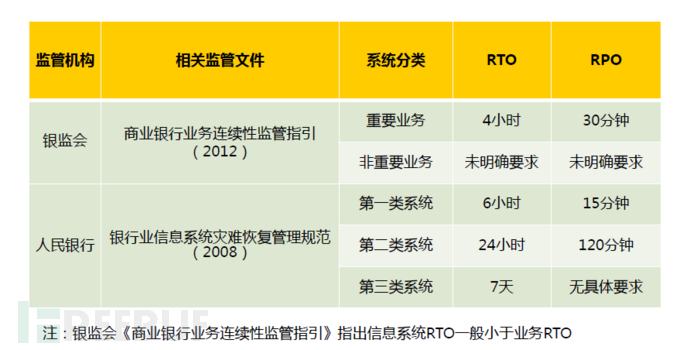 监管机构 相关监管文件 系统分类 RTO RPO
银监会 商业银行业务连续性监管指引
（2012）
重要业务 4小时 30分钟
非重要业务 未明确要求 未明确要求
人民银行 银行业信息系统灾难恢复管理规范
（2008）
第一类系统 6小时 15分钟
第二类系统 24小时 120分钟
第三类系统 7天 无具体要求
注：银监会《商业银行业务连续性监管指引》指出信息系统RTO一般小于业务RTO